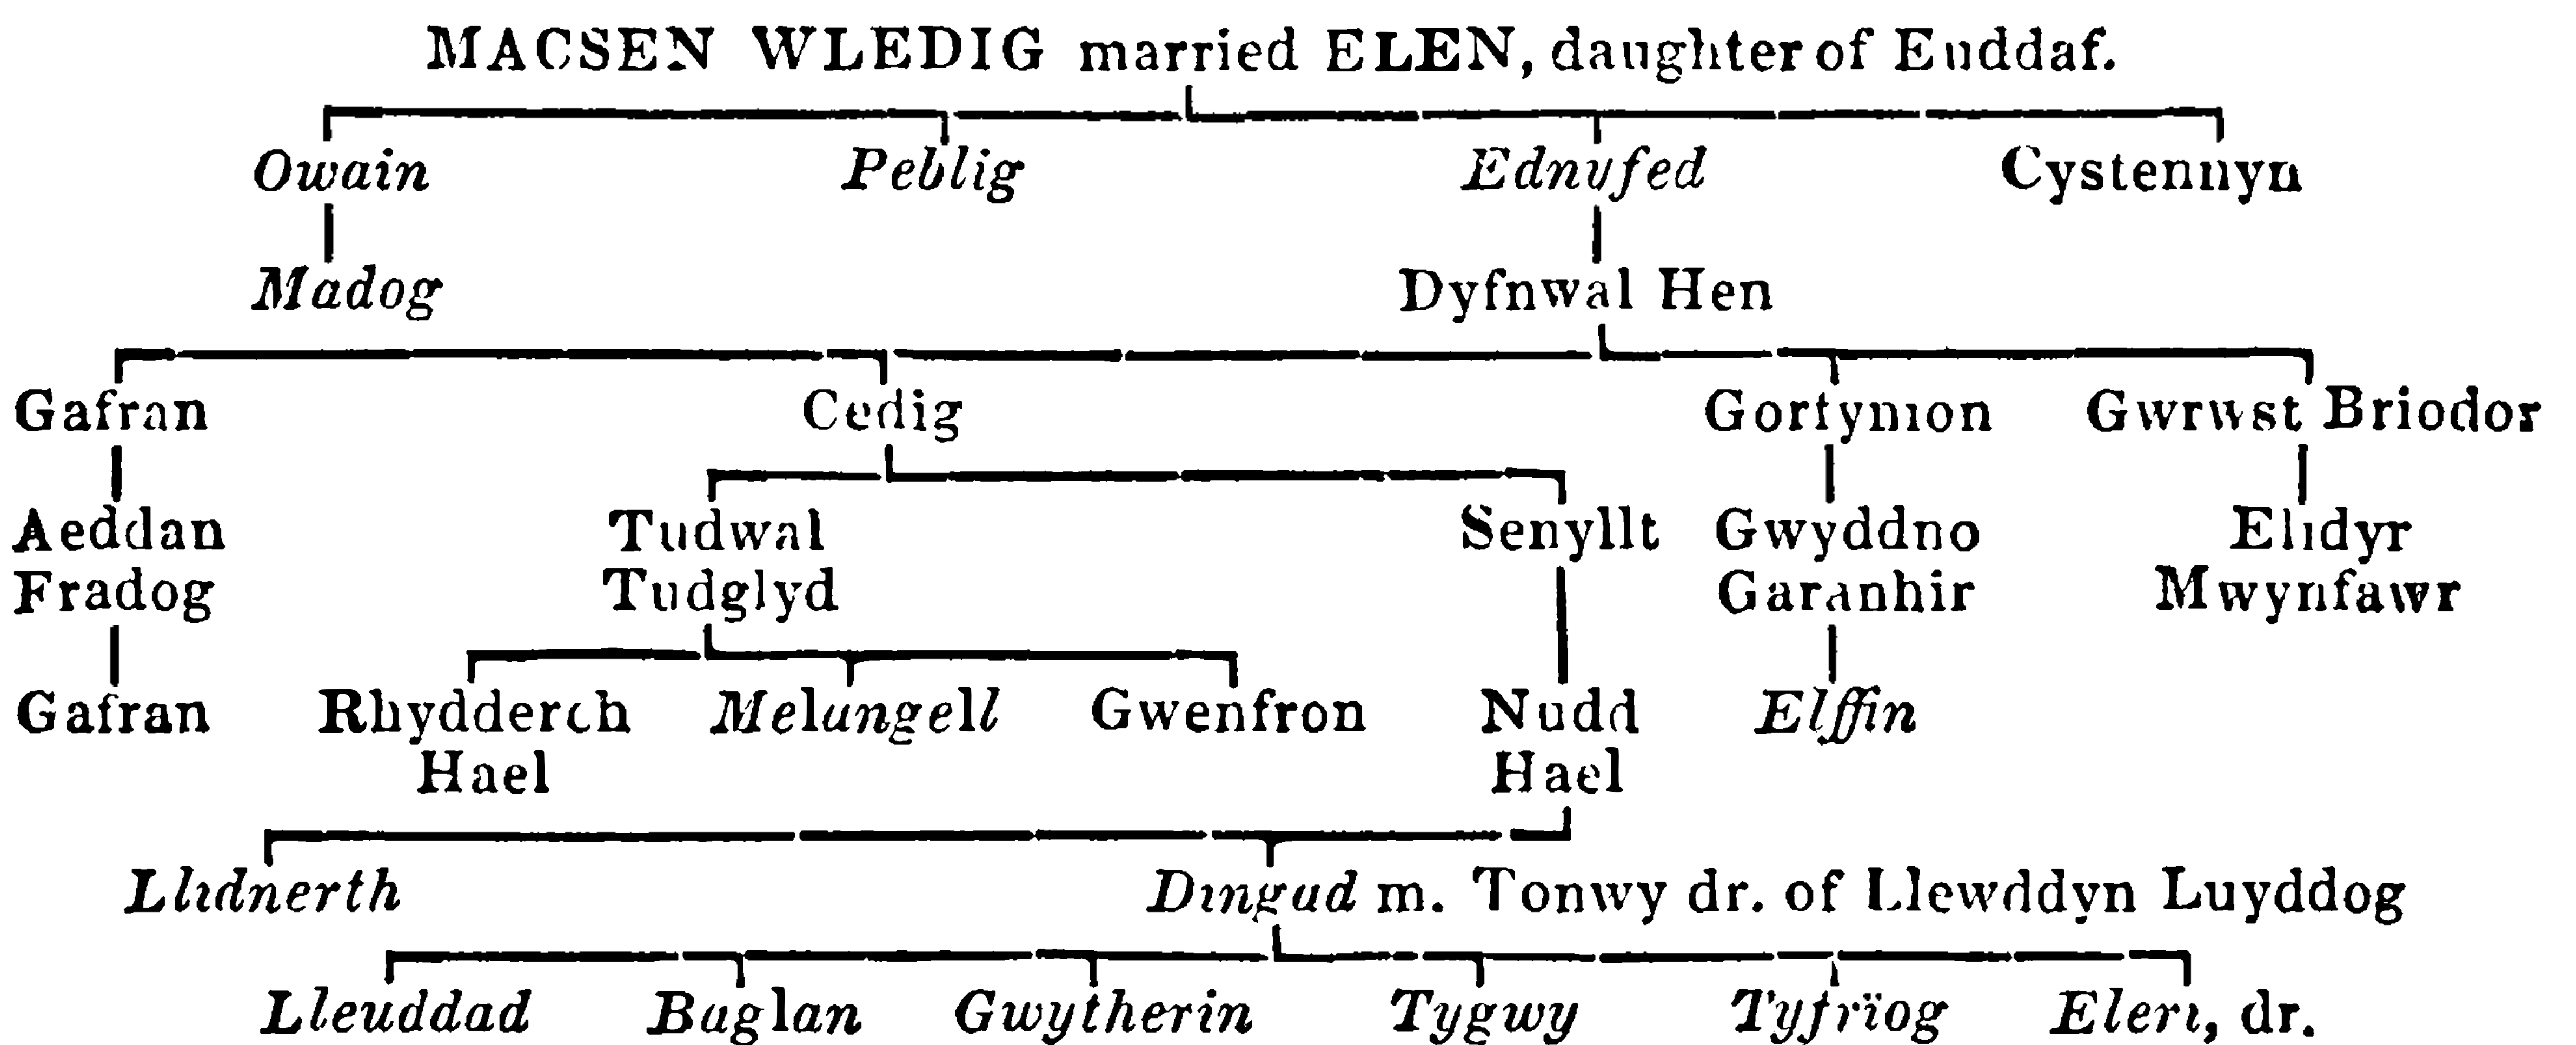 MACSEN WLEDIG married ELEN, daughter of Euddaf.
Owain Peblig Ednyfed Cystennyn
Madog Dyfnwal Hen
Gafran Cedig Gortynion Gwrwst Briodor
Aeddan Tudwal Senyllt Gwyddno Elidyr
Fradog Tudglyd Garanhir Mwynfawr
Gafran Rhydderch Melangell Gwenfron Nudd Elffin
Hael Hael
Llidnerth Dingad m. Tonwy dr. of Llewddyn Luyddog
Lleuddad Baglan Gwytherin Tygwy Tyfrïog Eleri, dr.